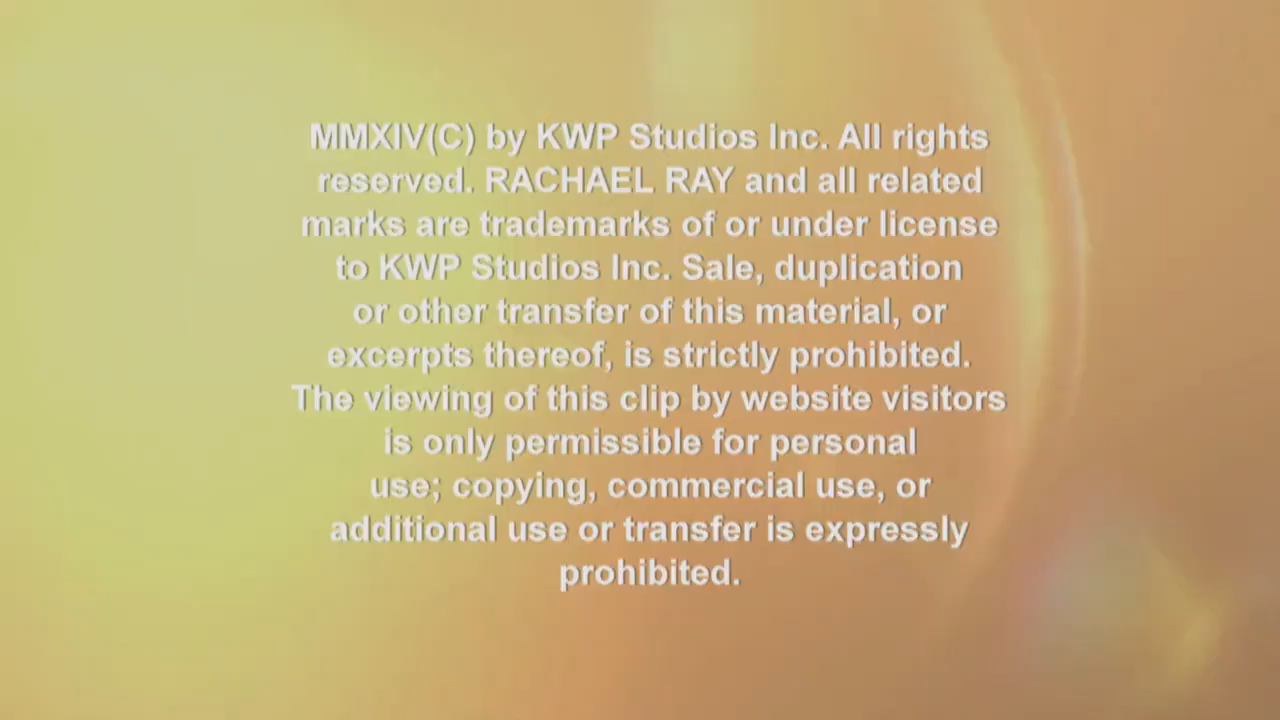 MMXIV(C) by KWP Studios Inc. All rights
reserved. RACHAEL RAY and all related
marks are trademarks of or under license
to KWP Studios Inc. Sale, duplication
or other transfer of this material, or
excerpts thereof, is strictly prohibited.
The viewing of this clip by website visitors
is only permissible for personal
use; copying, commercial use, or
additional use or transfer is expressly
prohibited.